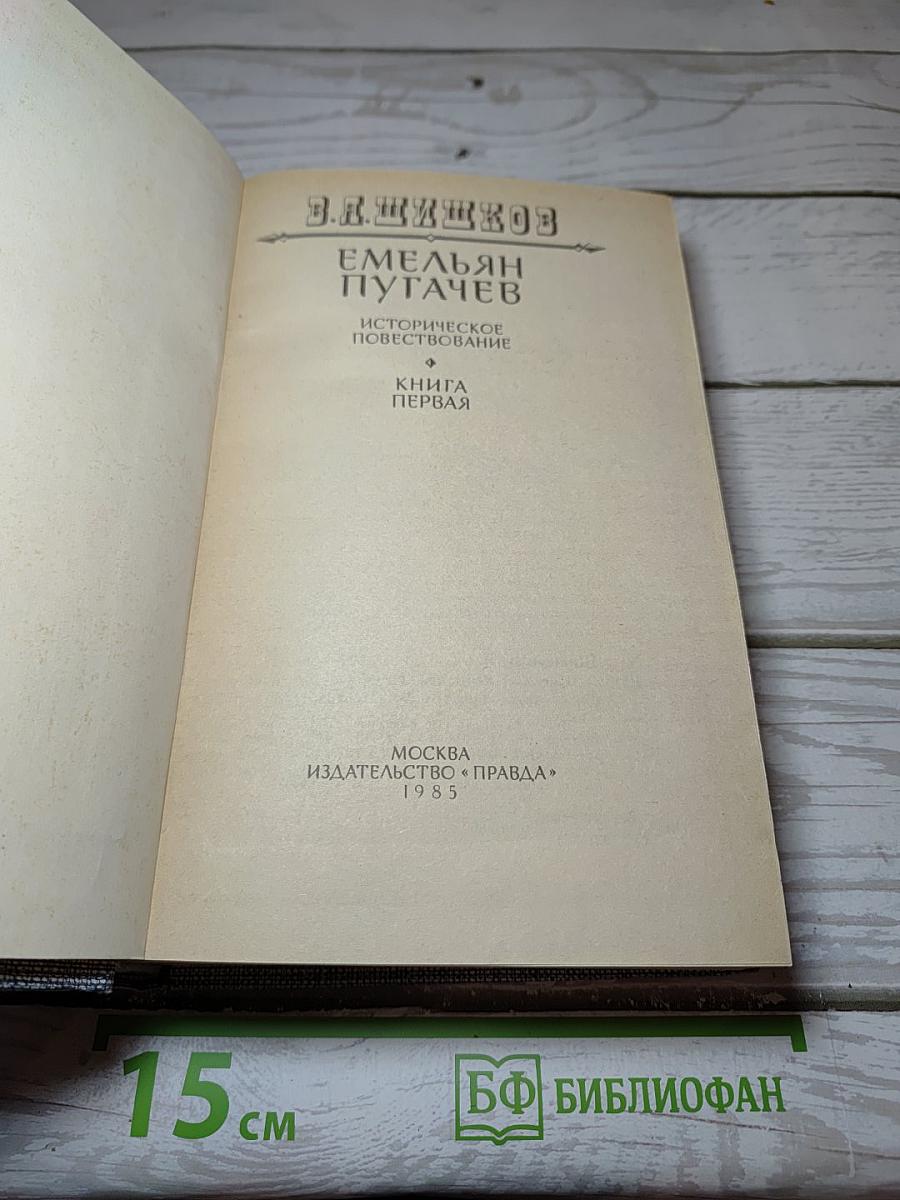 В.Я.ШИШКОВ
ЕМЕЛЬЯН
ПУГАЧЕВ
ИСТОРИЧЕСКОЕ
ПОВЕСТВОВАНИЕ
КНИГА
ПЕРВАЯ
МОСКВА
ИЗДАТЕЛЬСТВО «ПРАВДА»
1985
15 см
БФ БИБЛИОФАН